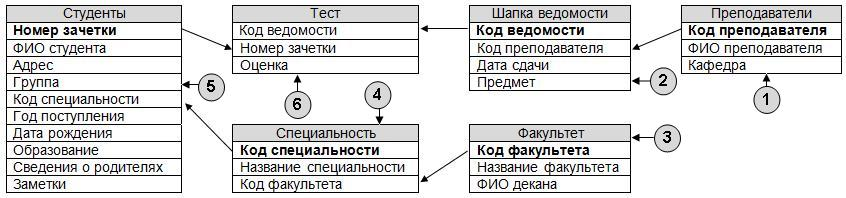 Студенты
Номер зачетки
ФИО студента
Адрес
Группа
Код специальности
Год поступления
Дата рождения
Образование
Сведения о родителях
Заметки
Тест
Код ведомости
Номер зачетки
Оценка
Шапка ведомости
Код ведомости
Код преподавателя
Дата сдачи
Предмет
Преподаватели
Код преподавателя
ФИО преподавателя
Кафедра
5
6
4
2
1
3
Специальность
Код специальности
Название специальности
Код факультета
Факультет
Код факультета
Название факультета
ФИО декана